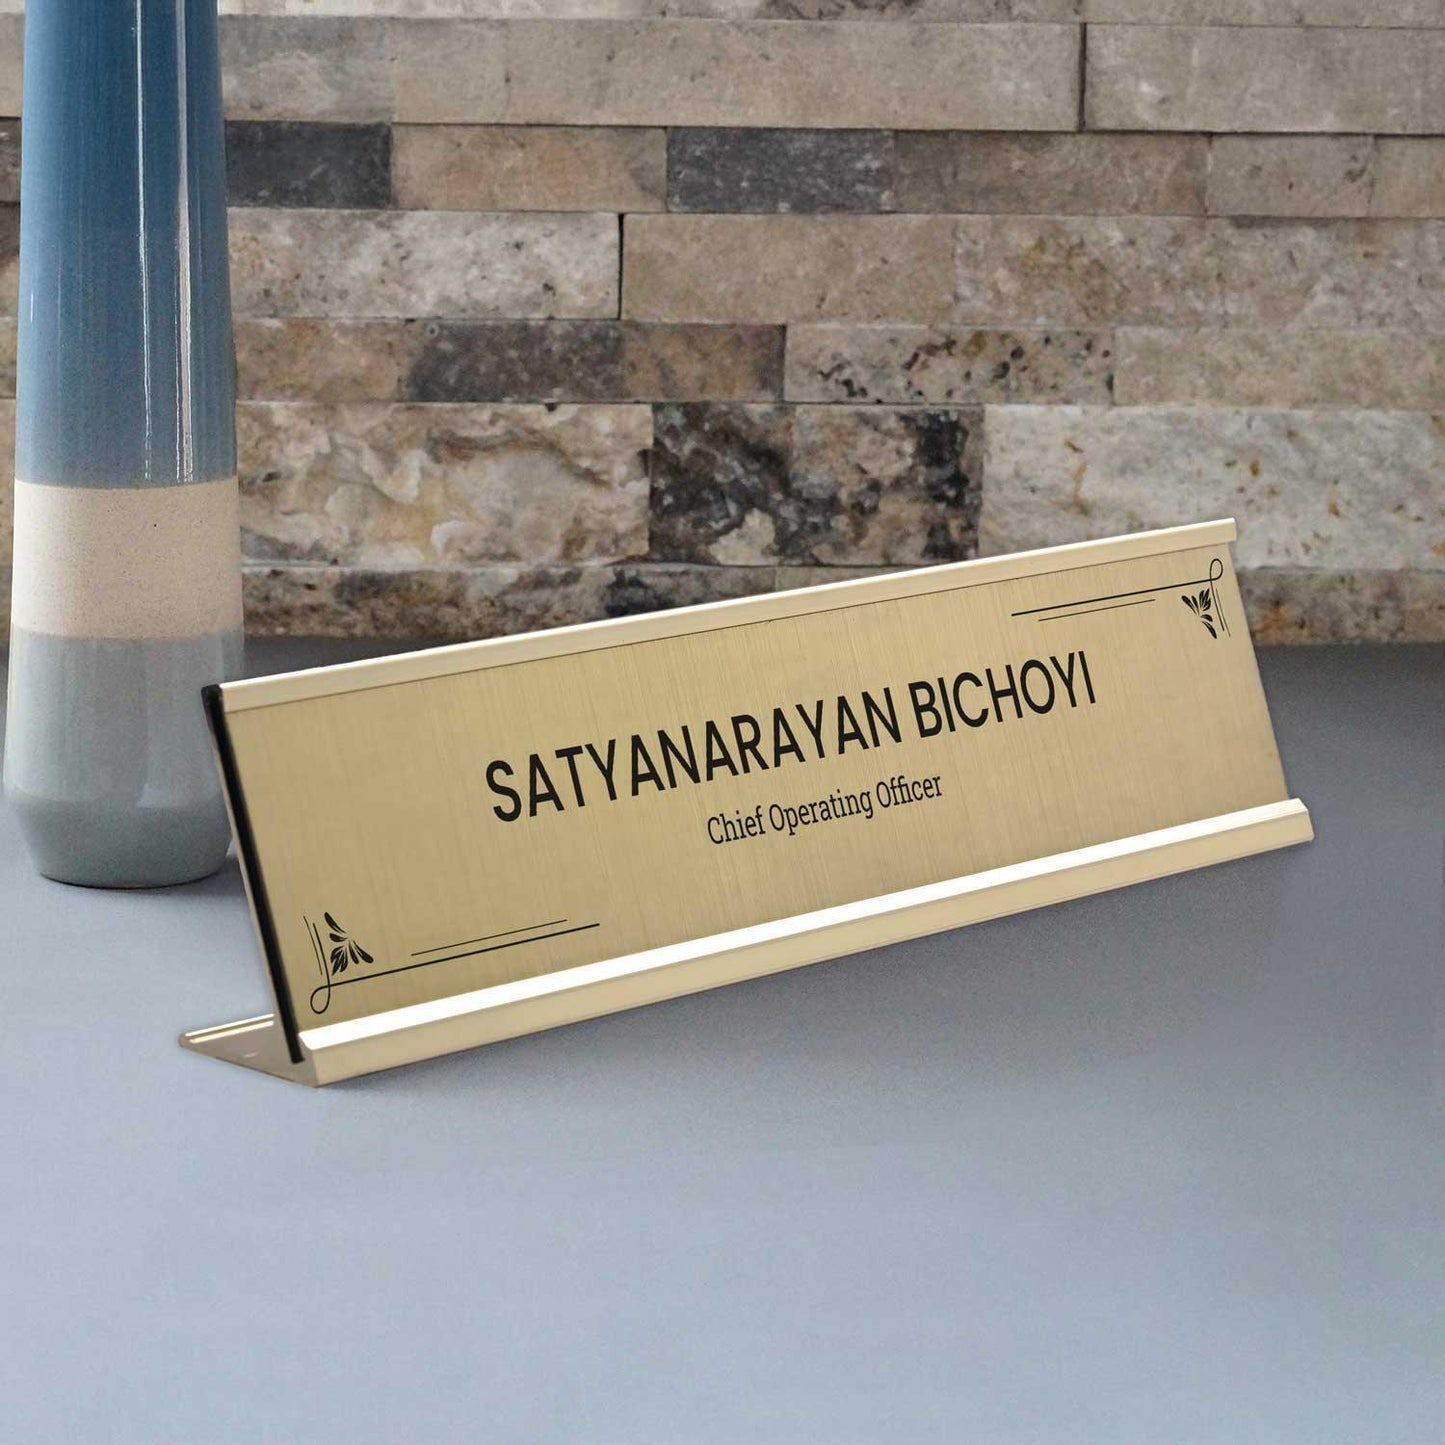 SATYANARAYAN BICHOYI
Chief Operating Officer